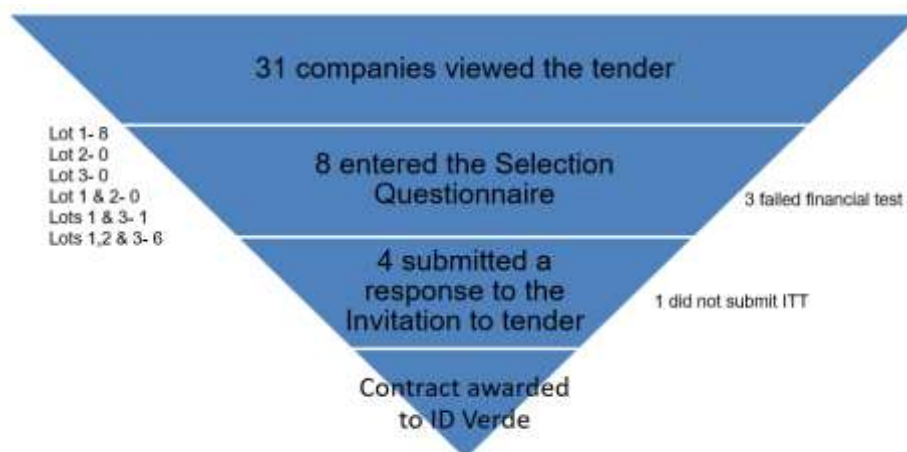 31 companies viewed the tender
Lot 1- 8
Lot 2- 0
Lot 3- 0
Lot 1 & 2- 0
Lots 1 & 3- 1
Lots 1,2 & 3- 6
8 entered the Selection
Questionnaire
3 failed financial test
4 submitted a
response to the
Invitation to tender
1 did not submit ITT
Contract awarded
to ID Verde